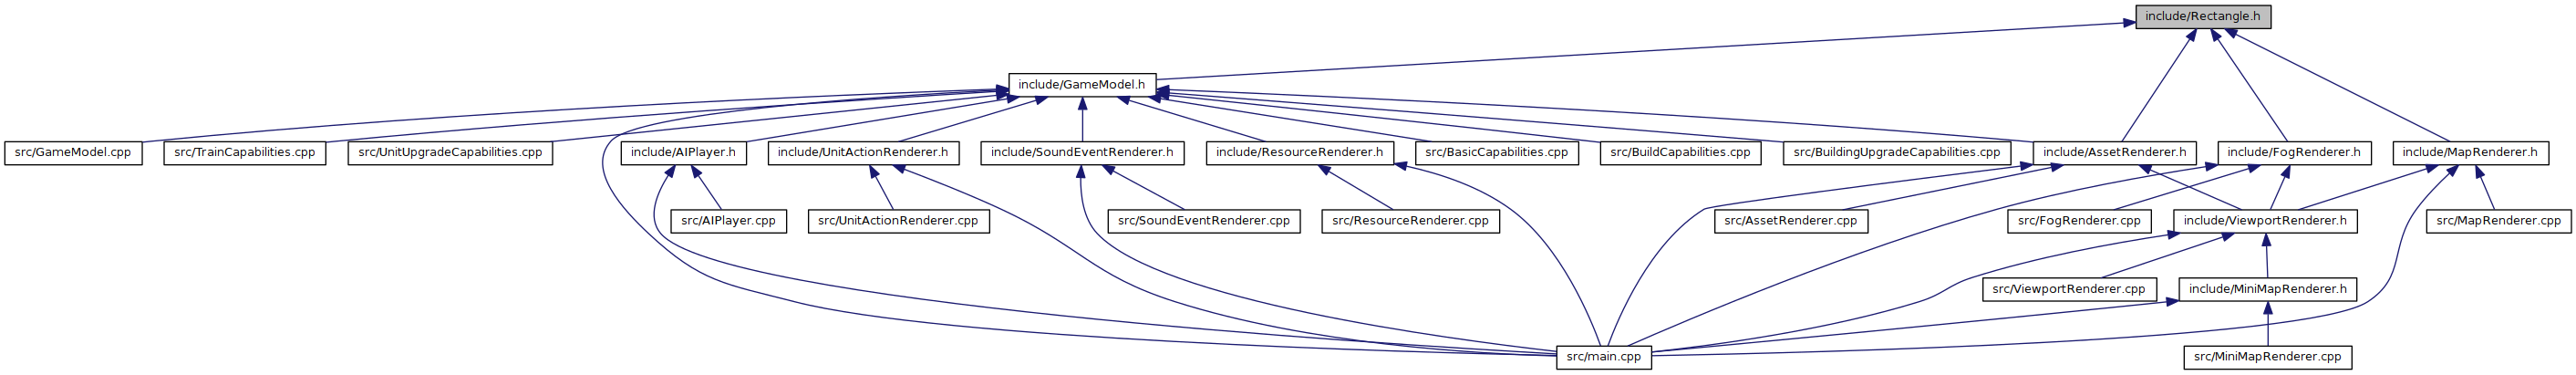 include/Rectangle.h
include/GameModel.h
src/GameModel.cpp
src/TrainCapabilities.cpp
src/UnitUpgradeCapabilities.cpp
include/AIPlayer.h
include/UnitActionRenderer.h
include/SoundEventRenderer.h
include/ResourceRenderer.h
src/BasicCapabilities.cpp
src/BuildCapabilities.cpp
src/BuildingUpgradeCapabilities.cpp
include/AssetRenderer.h
include/FogRenderer.h
include/MapRenderer.h
src/AIPlayer.cpp
src/UnitActionRenderer.cpp
src/SoundEventRenderer.cpp
src/ResourceRenderer.cpp
src/AssetRenderer.cpp
src/FogRenderer.cpp
include/ViewportRenderer.h
src/MapRenderer.cpp
src/ViewportRenderer.cpp
include/MiniMapRenderer.h
src/main.cpp
src/MiniMapRenderer.cpp